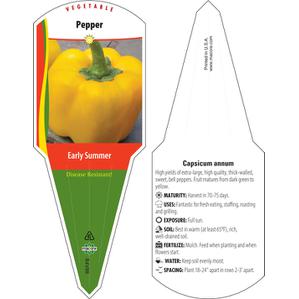 VEGETABLE
Pepper
Early Summer
Disease Resistant!
Printed in U.S.A.
Capsicum annum
High yields of extra-large, high quality, thick-walled,
sweet, bell peppers. Fruit matures from dark green to
yellow.
MATURITY: Harvest in 70-75 days.
USES: Fantastic for fresh eating, stuffing, roasting
and grilling.
EXPOSURE: Full sun.
SOIL: Best in warm (at least 65°F), rich,
well-drained soil.
FERTILIZE: Mulch. Feed when planting and when
flowers start.
WATER: Keep soil evenly moist.
SPACING: Plant 18-24" apart in rows 2-3' apart.